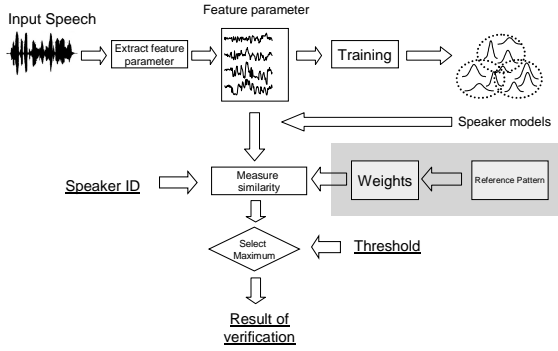 Feature parameter
Input Speech
Extract feature
parameter
Training
Speaker models
Speaker ID
Measure
similarity
Weights
Reference Pattern
Select
Maximum
Threshold
Result of
verification